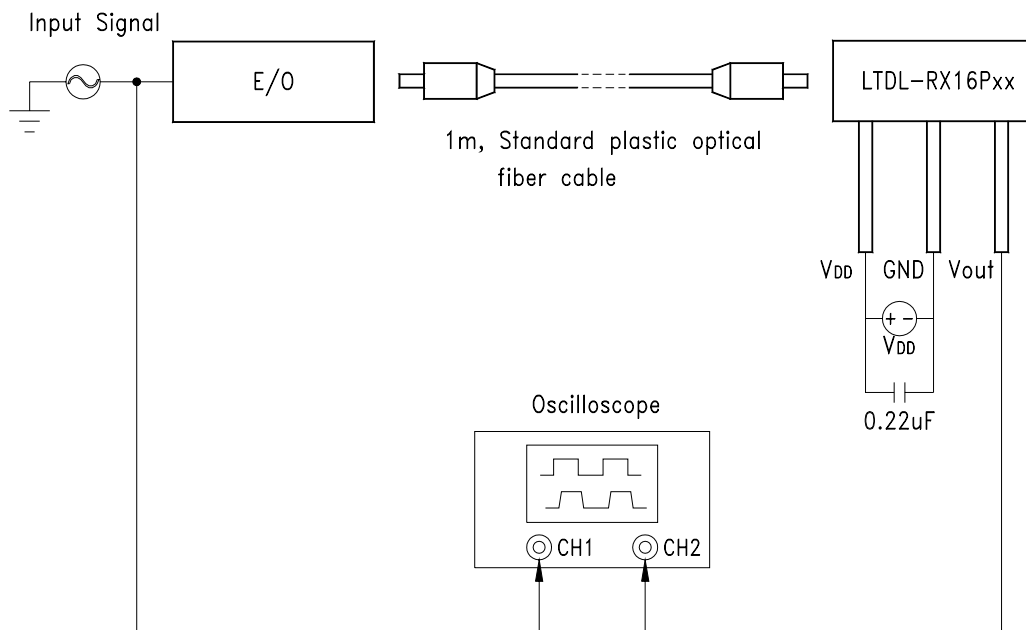 Input Signal
E/O
LTDL-RX16Pxx
1m, Standard plastic optical
fiber cable
VDD GND Vout
+ -
VDD
0.22uF
Oscilloscope
CH1 CH2